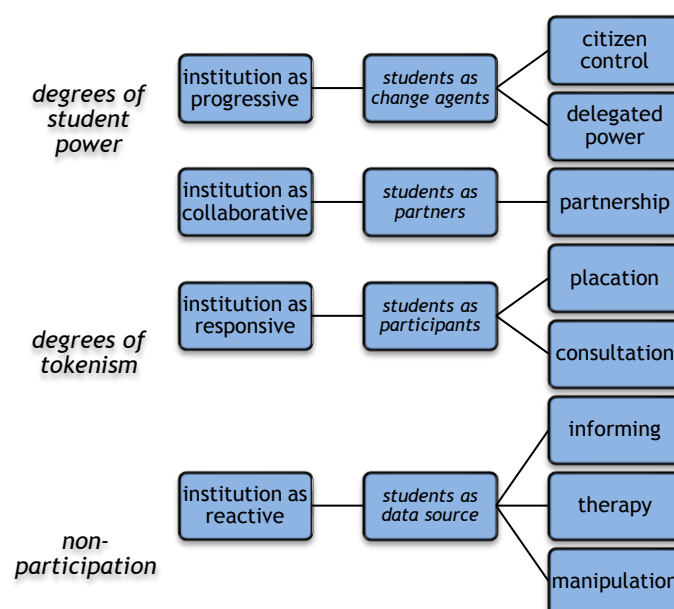 degrees of
student
power
institution as
progressive
students as
change agents
citizen
control
delegated
power
institution as
collaborative
students as
partners
partnership
degrees of
tokenism
institution as
responsive
students as
participants
placation
consultation
non-
participation
institution as
reactive
students as
data source
informing
therapy
manipulation